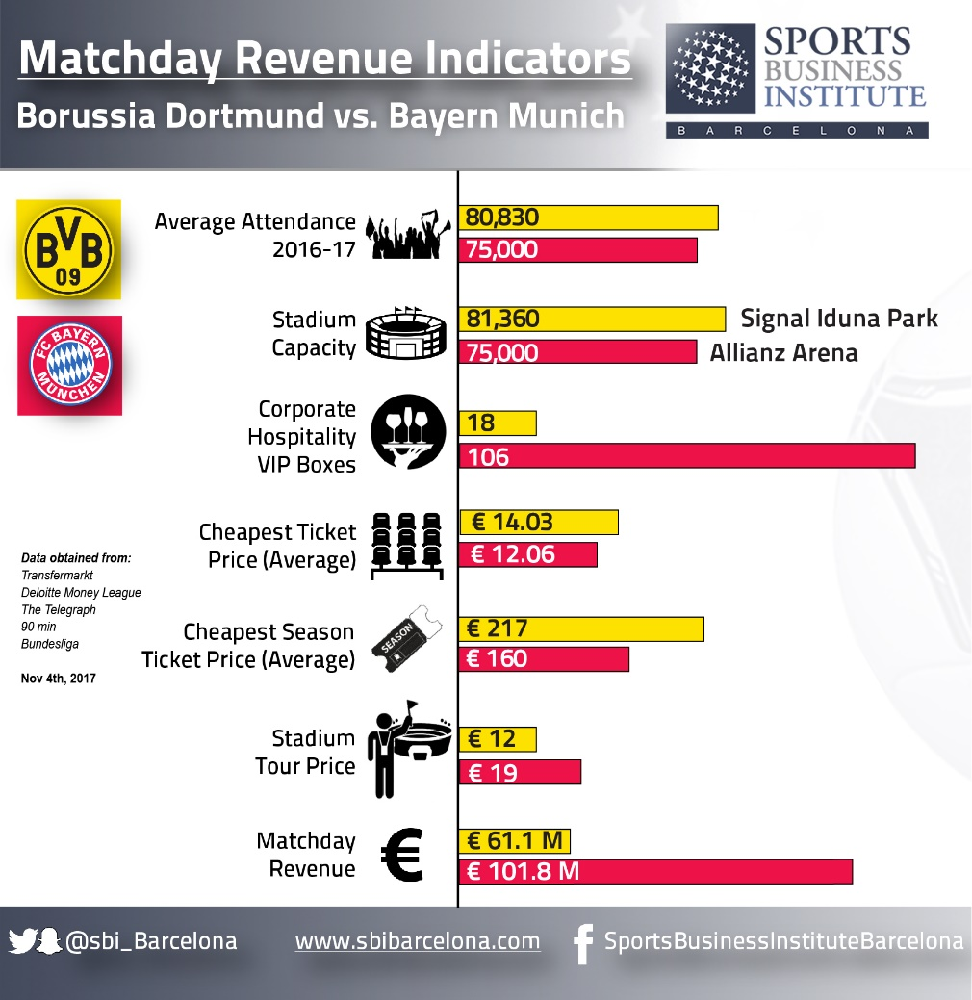 Matchday Revenue Indicators
Borussia Dortmund vs. Bayern Munich
SPORTS
BUSINESS
INSTITUTE
BARCELONA
BVB
09
FC BAYERN
MÜNCHEN
Average Attendance
2016-17
80,830
75,000
Stadium
Capacity
81,360 Signal Iduna Park
75,000 Allianz Arena
Corporate
Hospitality
VIP Boxes
18
106
Cheapest Ticket
Price (Average)
€ 14.03
€ 12.06
Data obtained from:
Transfermarkt
Deloitte Money League
The Telegraph
90 min
Bundesliga
Nov 4th, 2017
Cheapest Season
Ticket Price (Average)
SEASON
€ 217
€ 160
Stadium
Tour Price
€ 12
€ 19
Matchday
Revenue
€
€ 61.1 M
€ 101.8 M
@sbi_Barcelona www.sbibarcelona.com SportsBusinessInstituteBarcelona